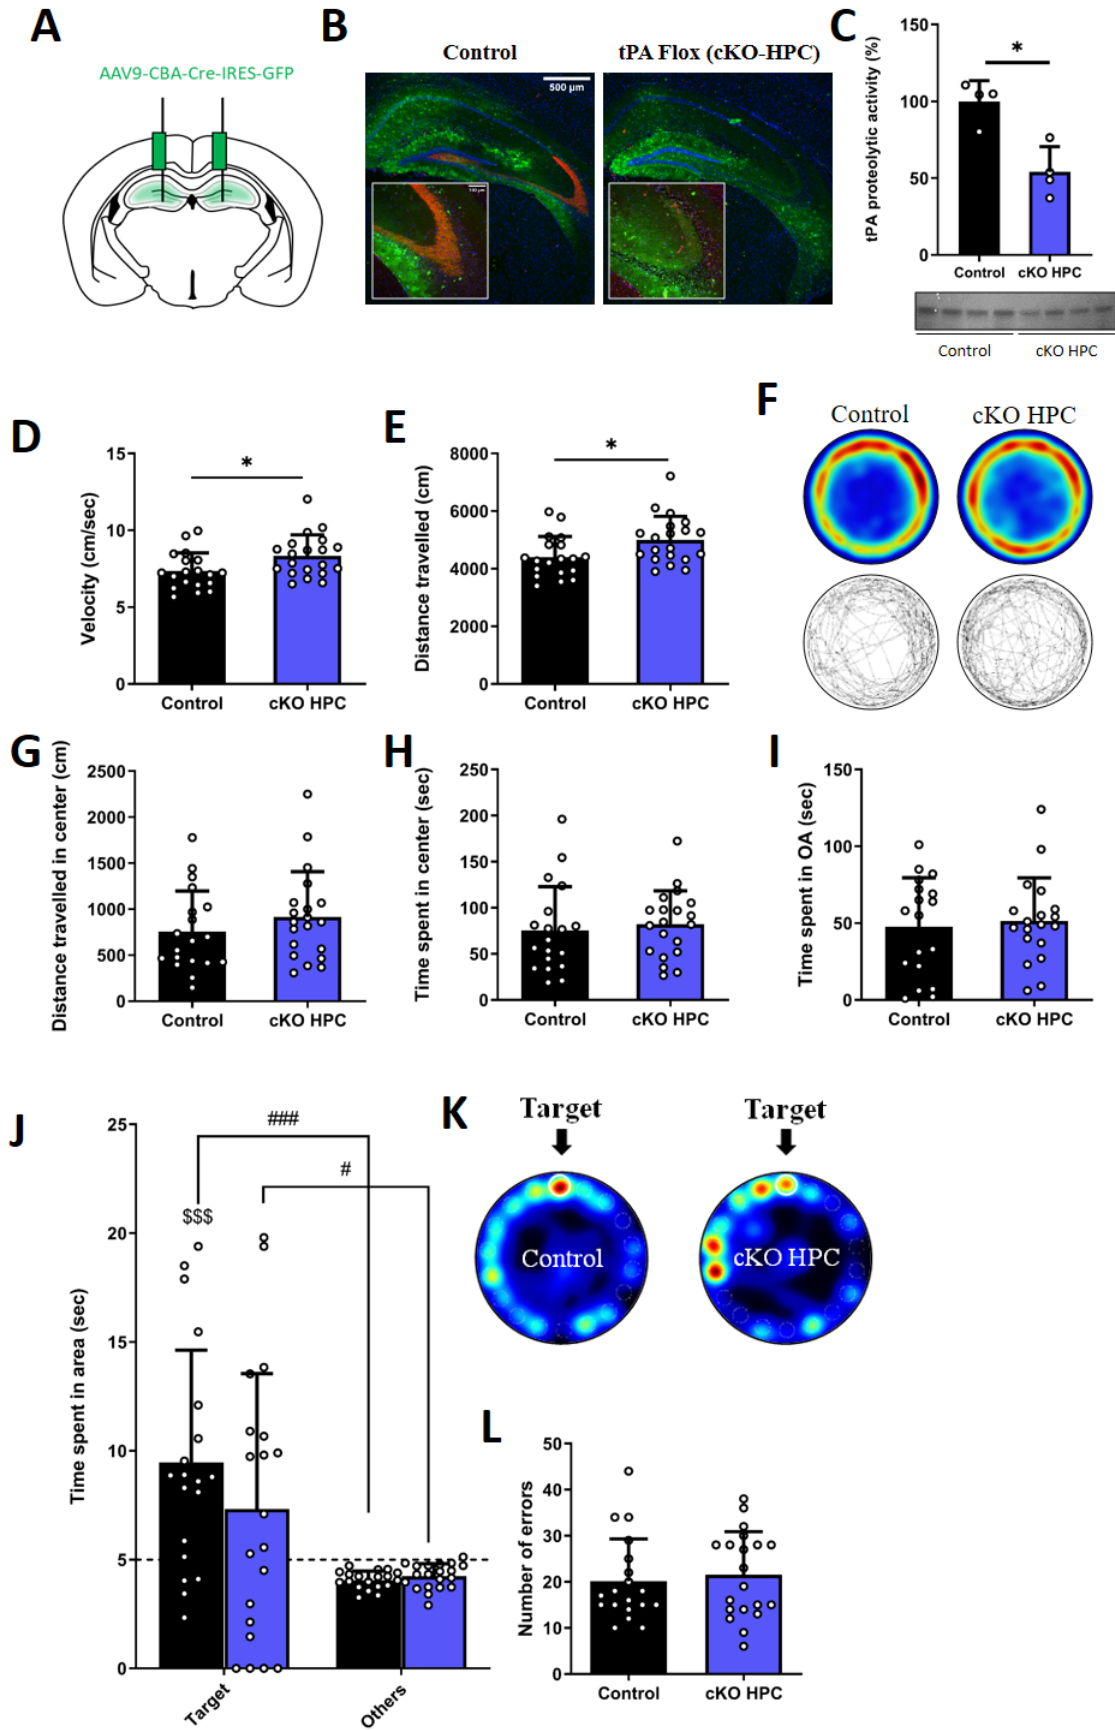 A
AAV9-CBA-Cre-IRES-GFP
B
Control
tPA Flox (cKO-HPC)
500 µm
C
tPA proteolytic activity (%)
150
100
50
0
*
Control
cKO HPC
Control
cKO HPC
D
Velocity (cm/sec)
15
10
5
0
*
Control
cKO HPC
E
Distance travelled (cm)
8000
6000
4000
2000
0
*
Control
cKO HPC
F
Control
cKO HPC
G
Distance travelled in center (cm)
2500
2000
1500
1000
500
0
Control
cKO HPC
H
Time spent in center (sec)
250
200
150
100
50
0
Control
cKO HPC
I
Time spent in OA (sec)
150
100
50
0
Control
cKO HPC
J
Time spent in area (sec)
25
20
15
10
5
0
###
#
$$$
Target
Others
K
Target
Target
Control
cKO HPC
L
Number of errors
50
40
30
20
10
0
Control
cKO HPC